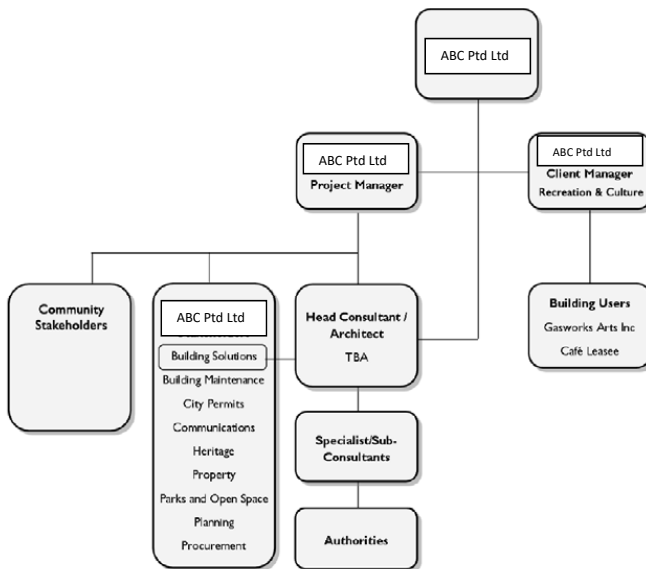 ABC Ptd Ltd
ABC Ptd Ltd
Project Manager
ABC Ptd Ltd
Client Manager
Recreation & Culture
Community
Stakeholders
ABC Ptd Ltd
Building Solutions
Building Maintenance
City Permits
Communications
Heritage
Property
Parks and Open Space
Planning
Procurement
Head Consultant /
Architect
TBA
Building Users
Gasworks Arts Inc
Cafè Leasee
Specialist/Sub-
Consultants
Authorities